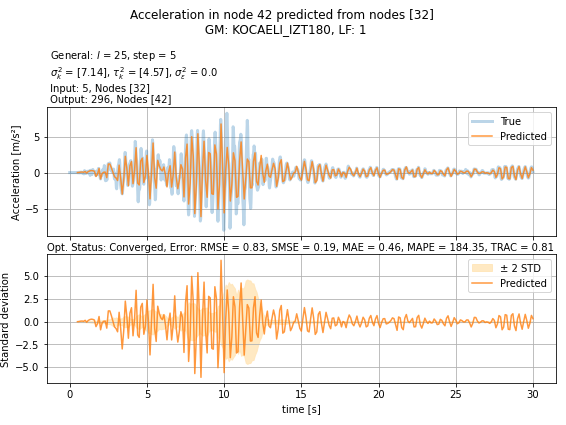 Acceleration in node 42 predicted from nodes [32]
GM: KOCAELI_IZT180, LF: 1
General: l = 25, step = 5
σ²ₖ = [7.14], τ²ₖ = [4.57], σ²ε = 0.0
Input: 5, Nodes [32]
Output: 296, Nodes [42]
Acceleration [m/s²]
5
0
−5
True
Predicted
Opt. Status: Converged, Error: RMSE = 0.83, SMSE = 0.19, MAE = 0.46, MAPE = 184.35, TRAC = 0.81
Standard deviation
5.0
2.5
0.0
−2.5
−5.0
± 2 STD
Predicted
0 5 10 15 20 25 30
time [s]